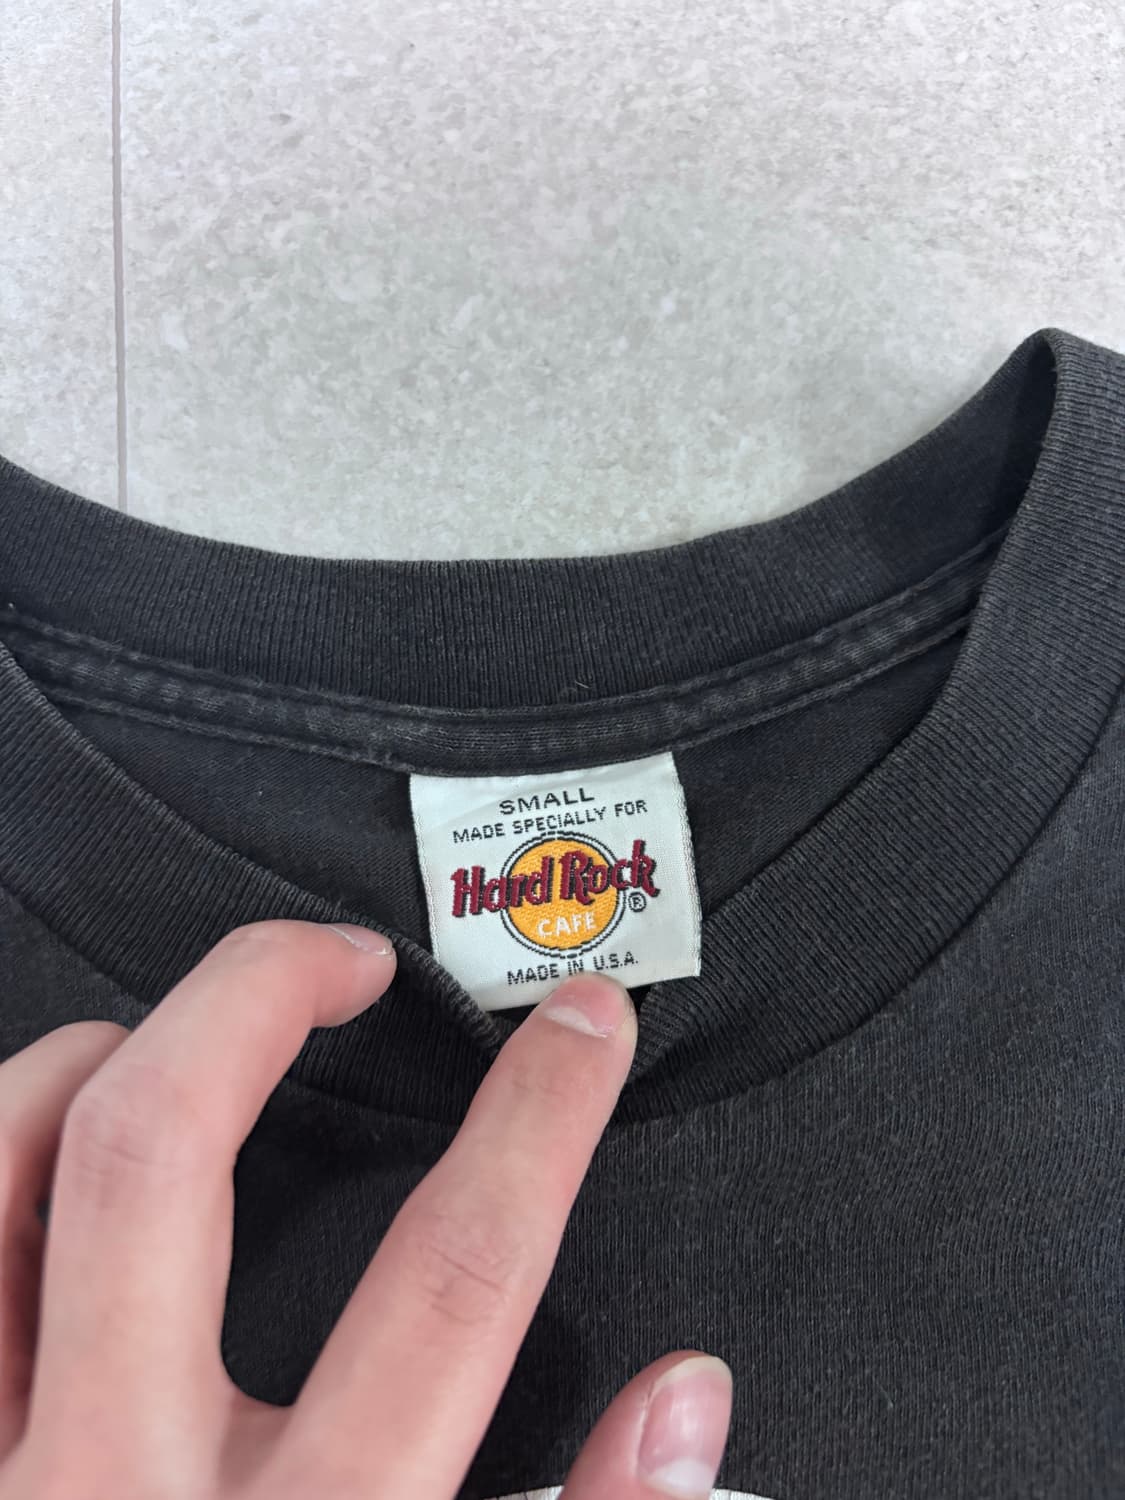 SMALL
MADE SPECIALLY FOR
Hard Rock
CAFE ®
MADE IN U.S.A.